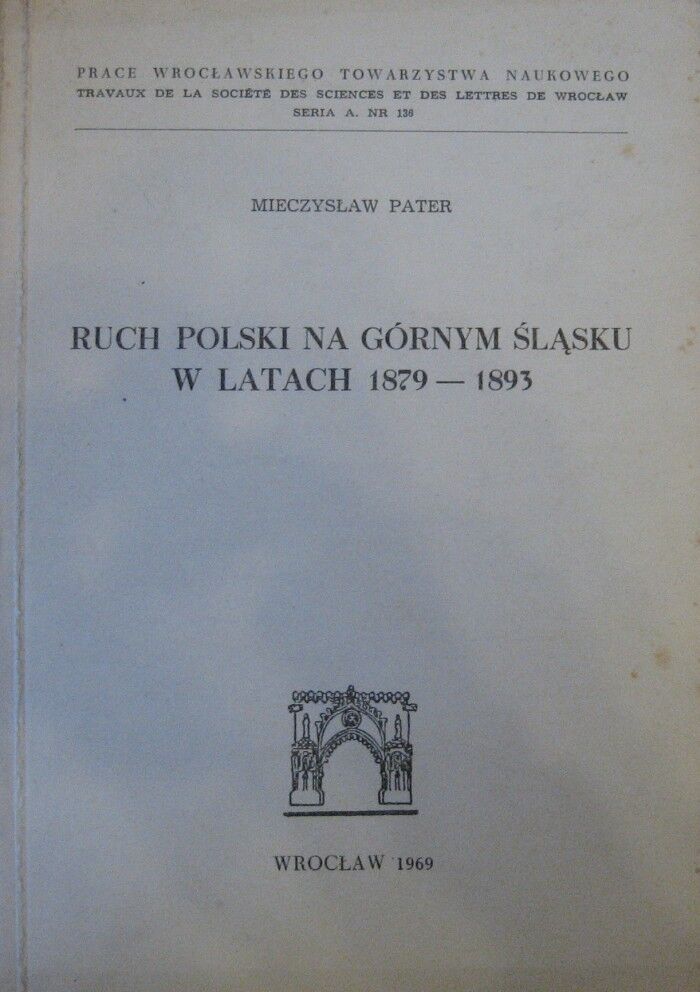 PRACE WROCŁAWSKIEGO TOWARZYSTWA NAUKOWEGO
TRAVAUX DE LA SOCIÉTÉ DES SCIENCES ET DES LETTRES DE WROCŁAW
SERIA A. NR 136
MIECZYSŁAW PATER
RUCH POLSKI NA GÓRNYM ŚLĄSKU
W LATACH 1879 — 1893
WROCŁAW 1969